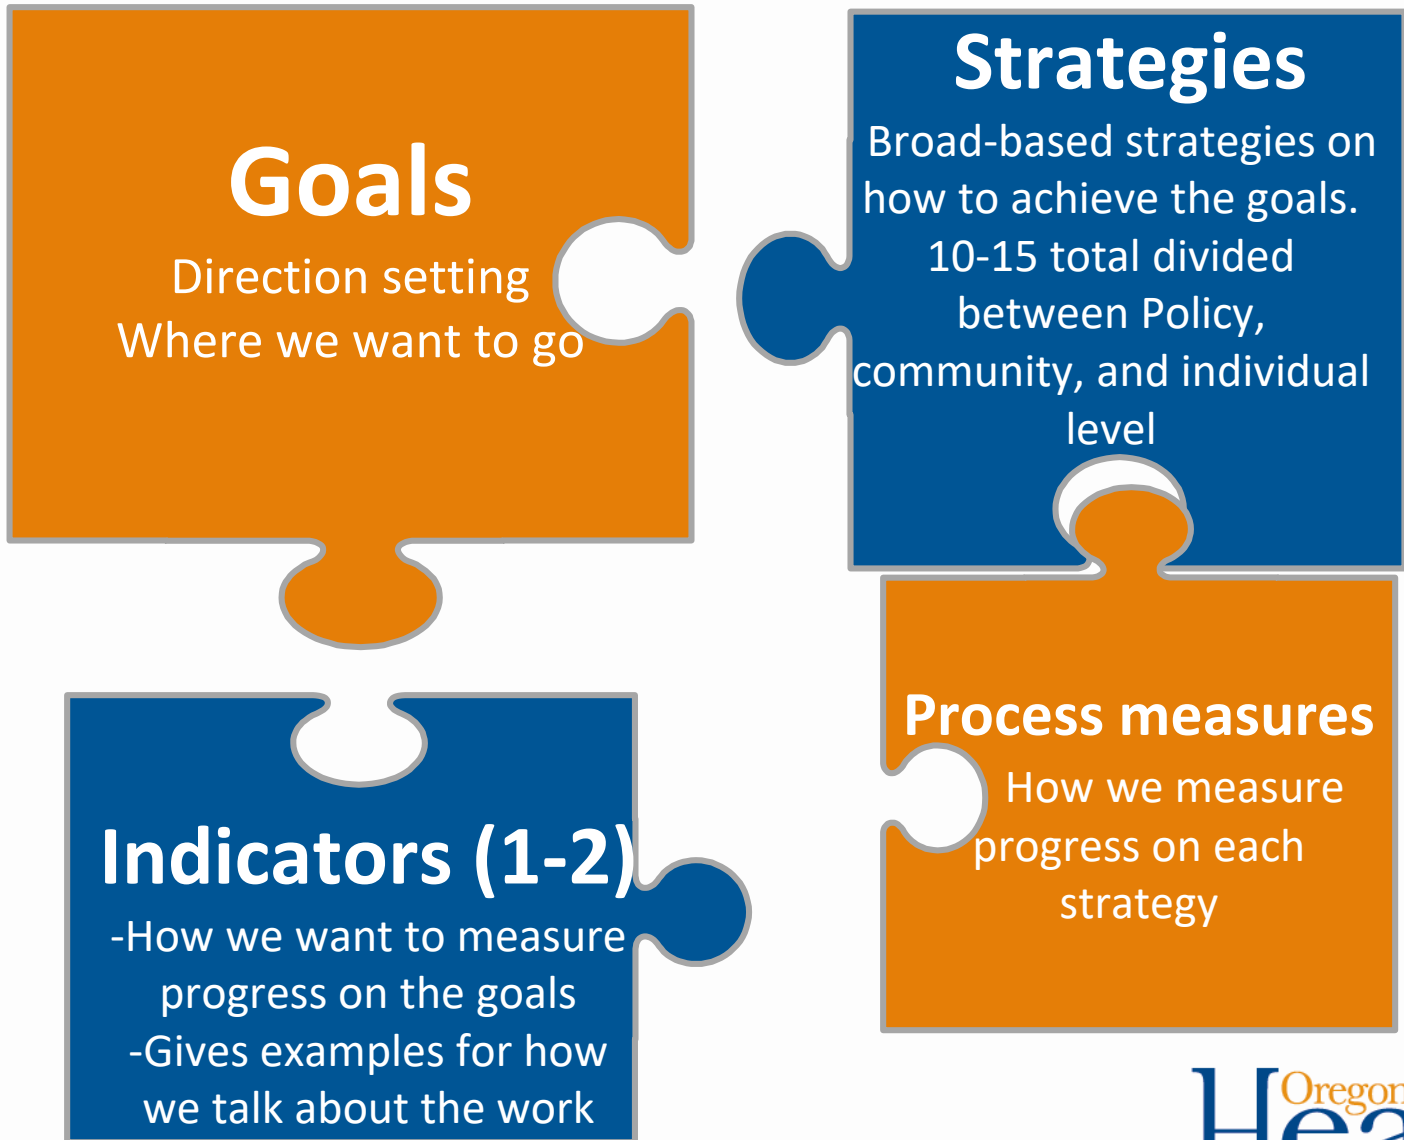 Goals
Direction setting
Where we want to go
Strategies
Broad-based strategies on
how to achieve the goals.
10-15 total divided
between Policy,
community, and individual
level
Indicators (1-2)
-How we want to measure
progress on the goals
-Gives examples for how
we talk about the work
Process measures
How we measure
progress on each
strategy
Oregon